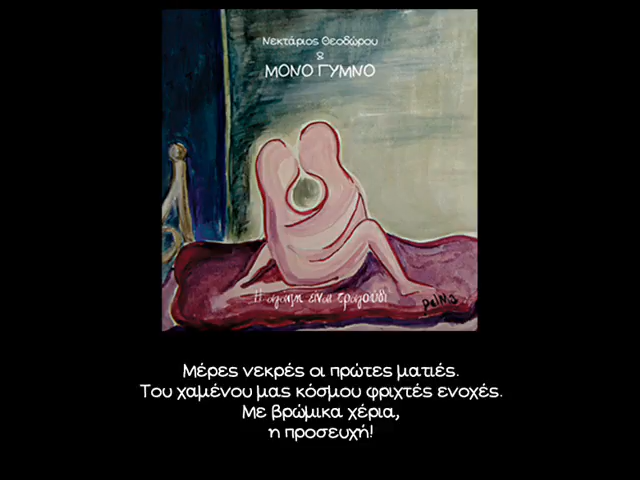 Νεκτάριος Θεοδώρου
&
ΜΟΝΟ ΓΥΜΝΟ
Η αγάπη είναι τραγούδι
Μέρες νεκρές οι πρώτες ματιές.
Του χαμένου μας κόσμου φριχτές ενοχές.
Με βρώμικα χέρια,
η προσευχή!